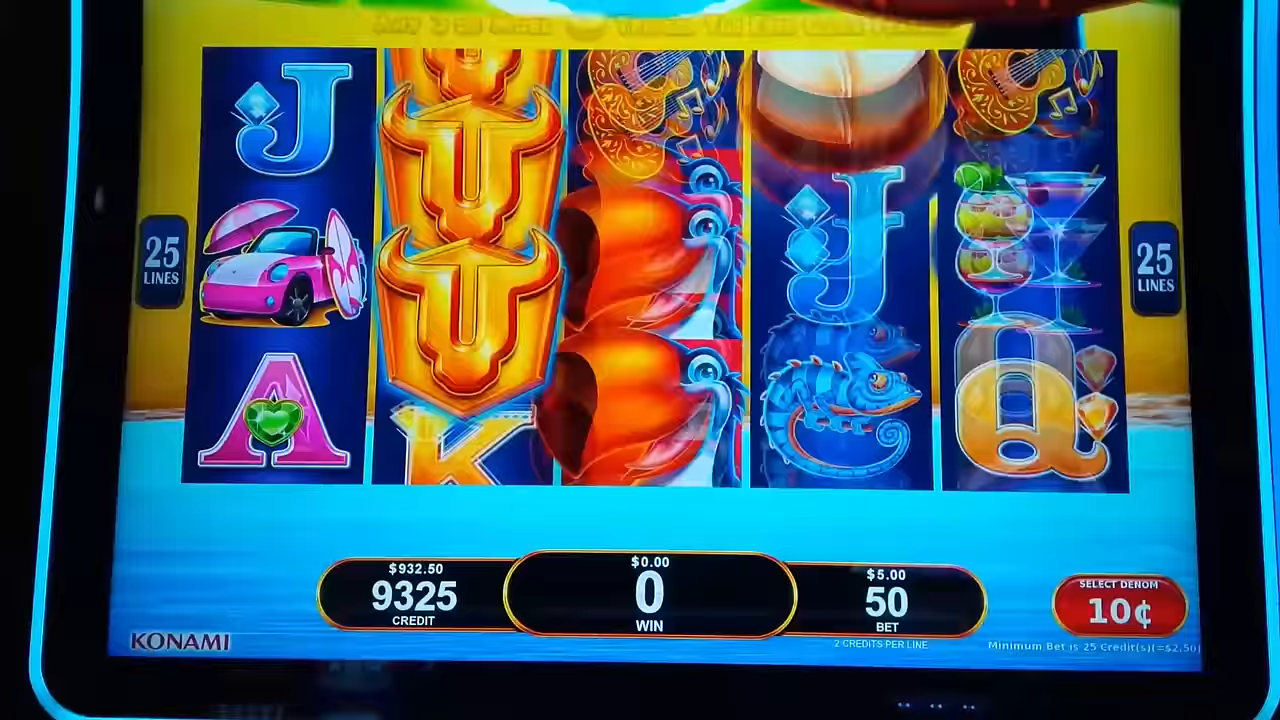 J
25
LINES
A
K
J
Q
25
LINES
$932.50
9325
CREDIT
$0.00
0
WIN
$5.00
50
BET
2 CREDITS PER LINE
SELECT DENOM
10¢
Minimum Bet is 25 Credit(s)(=$2.50)
KONAMI